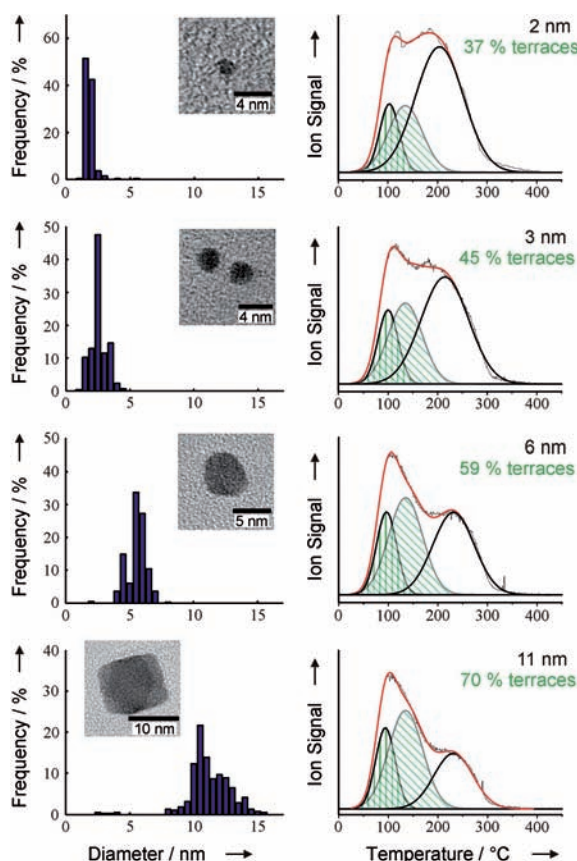 Frequency / % →
60
40
20
0
0
5
10
15
4 nm
Ion Signal →
2 nm
37 % terraces
0
100
200
300
400
Frequency / % →
50
40
30
20
10
0
0
5
10
15
4 nm
Ion Signal →
3 nm
45 % terraces
0
100
200
300
400
Frequency / % →
50
40
30
20
10
0
0
5
10
15
5 nm
Ion Signal →
6 nm
59 % terraces
0
100
200
300
400
Frequency / % →
40
30
20
10
0
0
5
10
15
10 nm
Diameter / nm →
Ion Signal →
11 nm
70 % terraces
0
100
200
300
400
Temperature / °C →